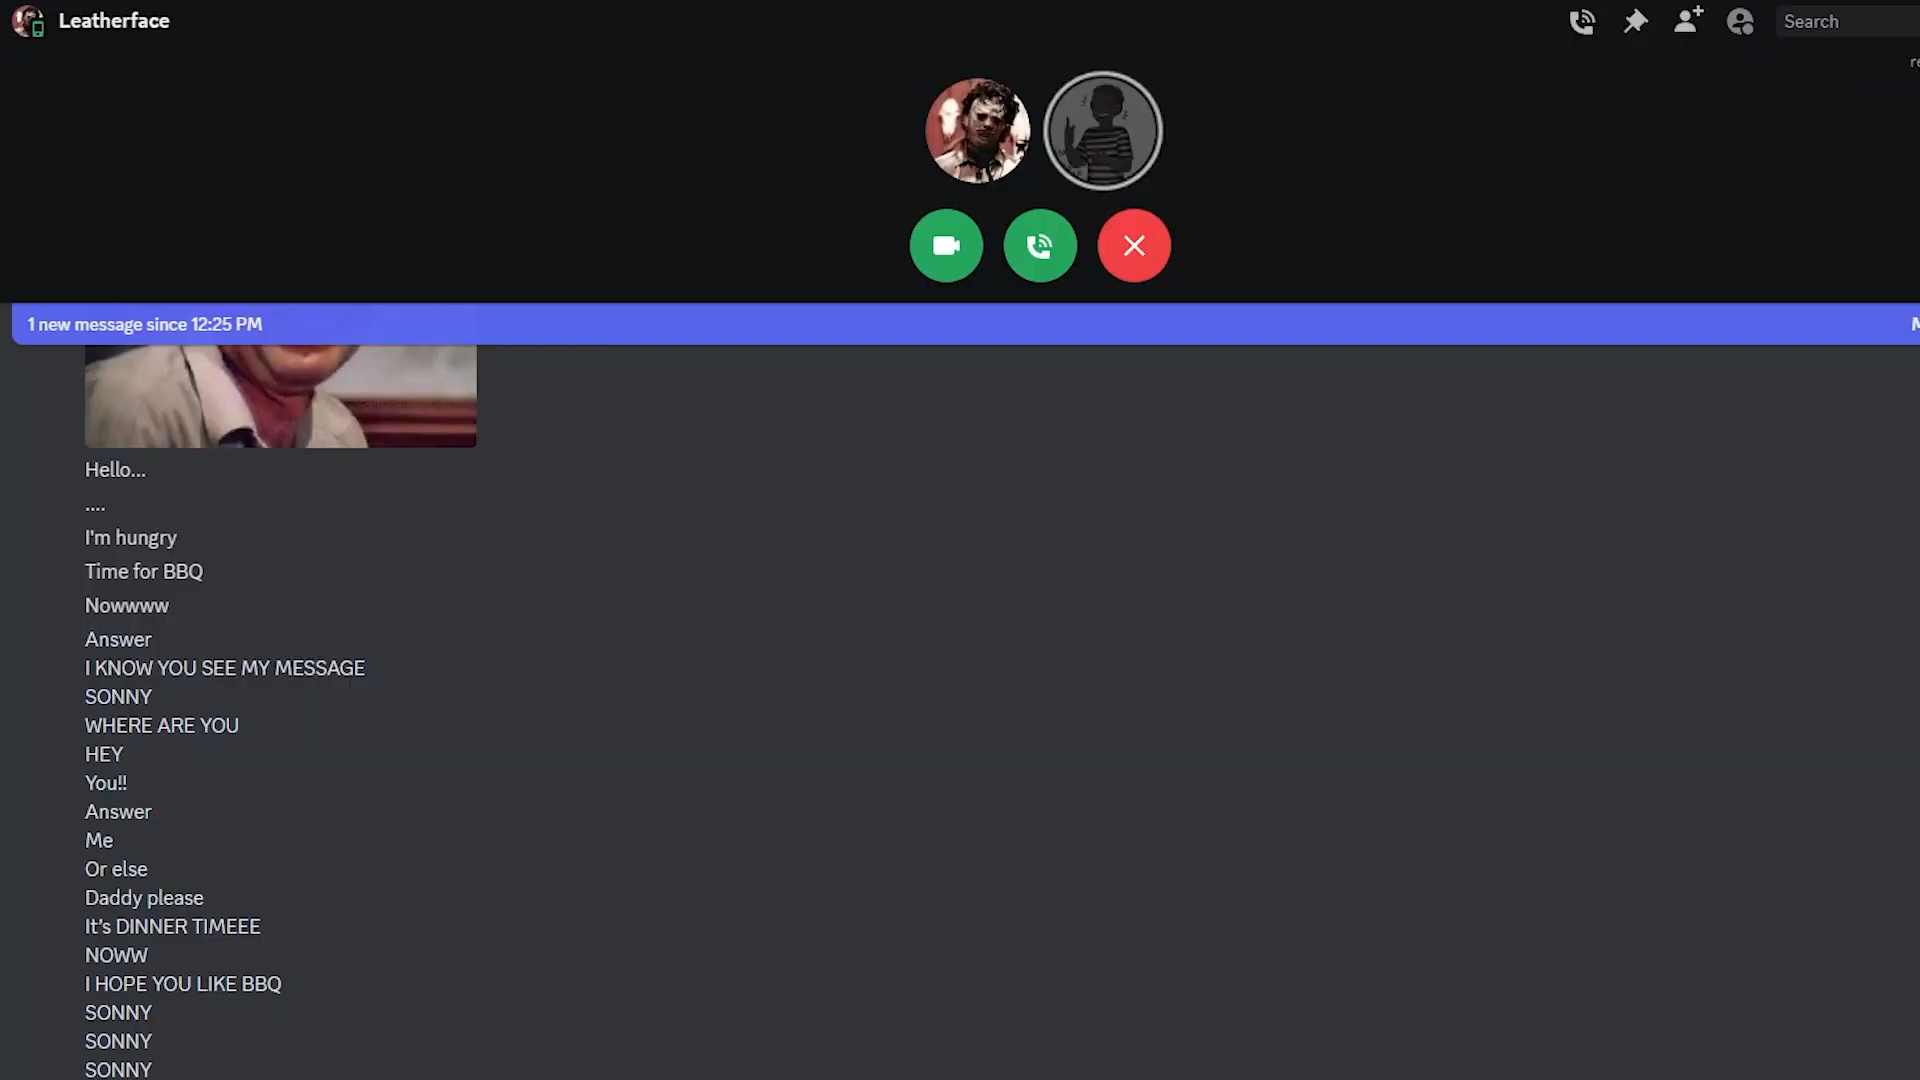 Leatherface
Search
1 new message since 12:25 PM
Hello...
....
I'm hungry
Time for BBQ
Nowwww
Answer
I KNOW YOU SEE MY MESSAGE
SONNY
WHERE ARE YOU
HEY
You!!
Answer
Me
Or else
Daddy please
It's DINNER TIMEEE
NOWW
I HOPE YOU LIKE BBQ
SONNY
SONNY
SONNY